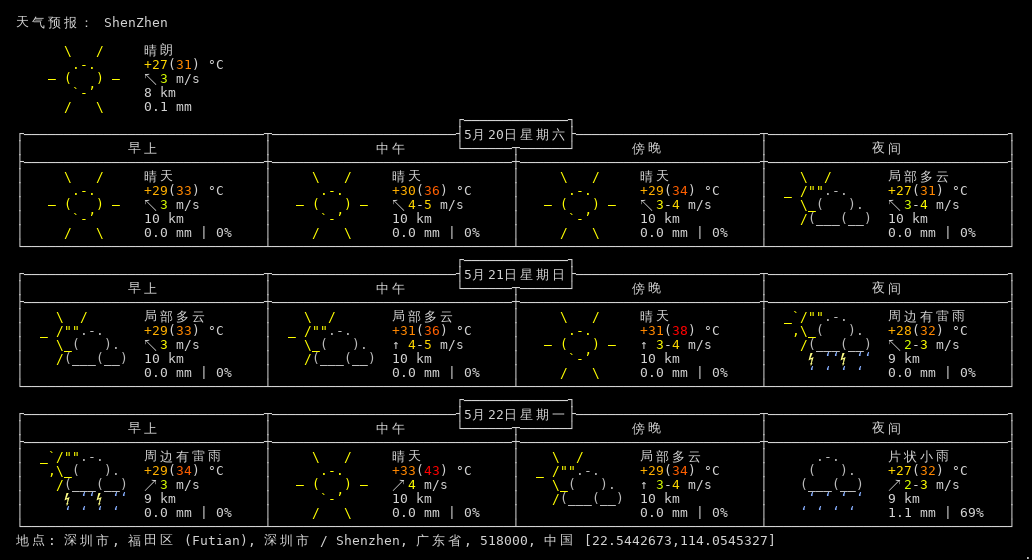 天气预报： ShenZhen
晴朗
+27(31) °C
↖3 m/s
8 km
0.1 mm
5月20日星期六
早上 中午 傍晚 夜间
晴天 晴天 晴天 局部多云
+29(33) °C +30(36) °C +29(34) °C +27(31) °C
↖3 m/s ↖4-5 m/s ↖3-4 m/s ↖3-4 m/s
10 km 10 km 10 km 10 km
0.0 mm | 0% 0.0 mm | 0% 0.0 mm | 0% 0.0 mm | 0%
5月21日星期日
早上 中午 傍晚 夜间
局部多云 局部多云 晴天 周边有雷雨
+29(33) °C +31(36) °C +31(38) °C +28(32) °C
↖3 m/s ↑ 4-5 m/s ↑ 3-4 m/s ↖2-3 m/s
10 km 10 km 10 km 9 km
0.0 mm | 0% 0.0 mm | 0% 0.0 mm | 0% 0.0 mm | 0%
5月22日星期一
早上 中午 傍晚 夜间
周边有雷雨 晴天 局部多云 片状小雨
+29(34) °C +33(43) °C +29(34) °C +27(32) °C
↗3 m/s ↗4 m/s ↑ 3-4 m/s ↗2-3 m/s
9 km 10 km 10 km 9 km
0.0 mm | 0% 0.0 mm | 0% 0.0 mm | 0% 1.1 mm | 69%
地点: 深圳市, 福田区 (Futian), 深圳市 / Shenzhen, 广东省, 518000, 中国 [22.5442673,114.0545327]